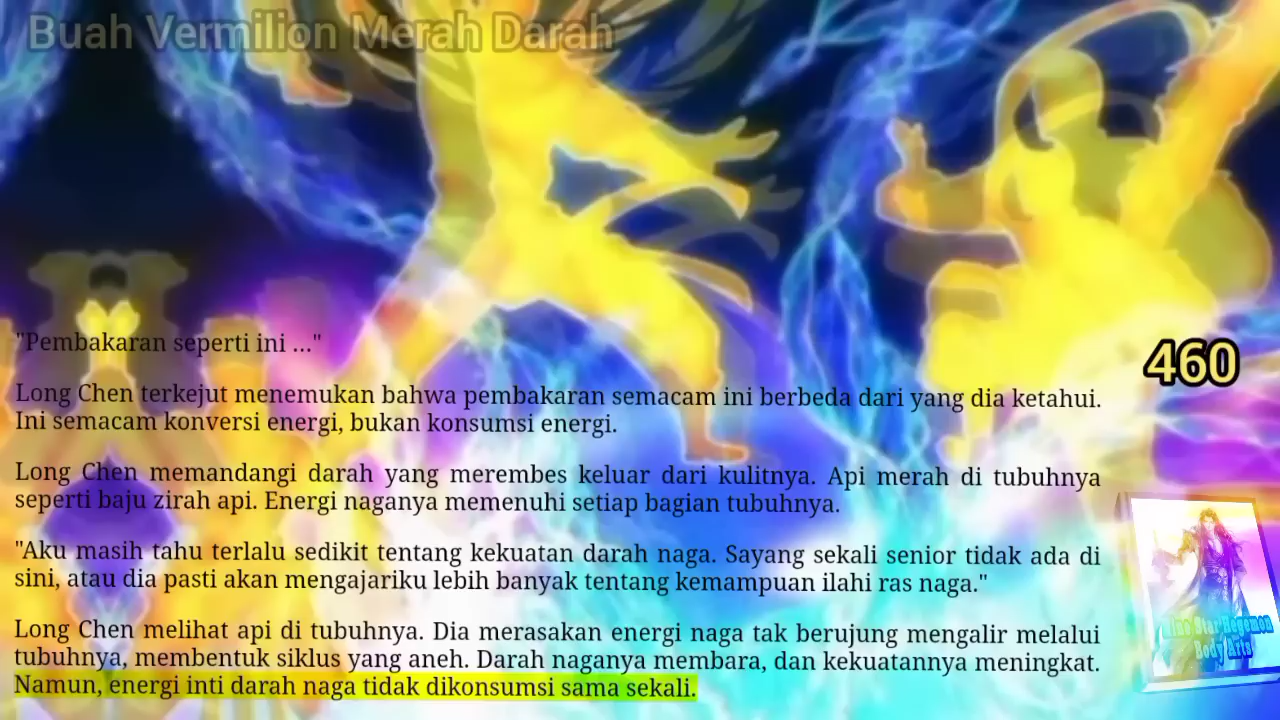 Buah Vermilion Merah Darah
"Pembakaran seperti ini ..."
460
Long Chen terkejut menemukan bahwa pembakaran semacam ini berbeda dari yang dia ketahui.
Ini semacam konversi energi, bukan konsumsi energi.
Long Chen memandangi darah yang merembes keluar dari kulitnya. Api merah di tubuhnya
seperti baju zirah api. Energi naganya memenuhi setiap bagian tubuhnya.
"Aku masih tahu terlalu sedikit tentang kekuatan darah naga. Sayang sekali senior tidak ada di
sini, atau dia pasti akan mengajariku lebih banyak tentang kemampuan ilahi ras naga."
Long Chen melihat api di tubuhnya. Dia merasakan energi naga tak berujung mengalir melalui
tubuhnya, membentuk siklus yang aneh. Darah naganya membara, dan kekuatannya meningkat.
Namun, energi inti darah naga tidak dikonsumsi sama sekali.
Nine Star Hegemon
Body Arts